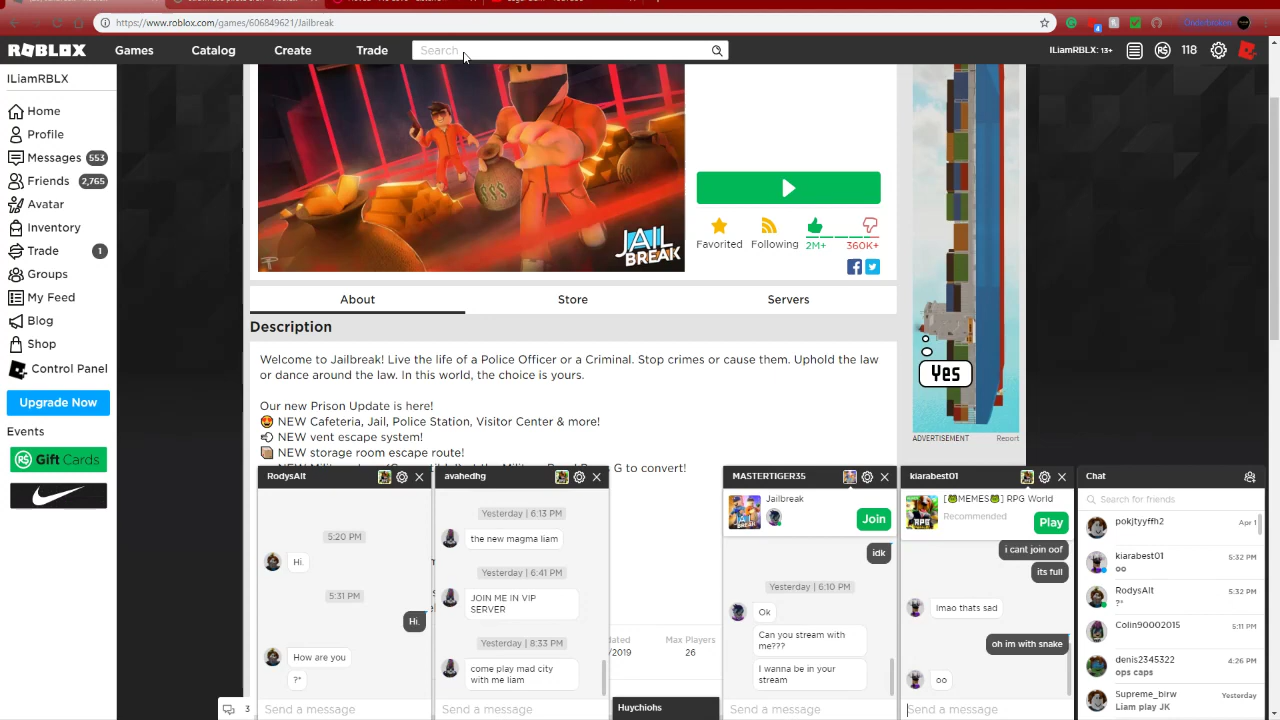 https://www.roblox.com/games/606849621/Jailbreak
ROBLOX
Games
Catalog
Create
Trade
Search
ILiamRBLX: 13+
118
ILiamRBLX
Home
Profile
Messages 553
Friends 2,765
Avatar
Inventory
Trade 1
Groups
My Feed
Blog
Shop
Control Panel
Upgrade Now
Events
Gift Cards
$$$
JAIL
BREAK
Favorited
Following
2M+
360K+
About
Store
Servers
Description
Welcome to Jailbreak! Live the life of a Police Officer or a Criminal. Stop crimes or cause them. Uphold the law
or dance around the law. In this world, the choice is yours.
Our new Prison Update is here!
NEW Cafeteria, Jail, Police Station, Visitor Center & more!
NEW vent escape system!
NEW storage room escape route!
G to convert!
Yes
ADVERTISEMENT
Report
RodysAlt
5:20 PM
Hi.
5:31 PM
Hi.
How are you
?*
Send a message
avahedhg
Yesterday | 6:13 PM
the new magma liam
Yesterday | 6:41 PM
JOIN ME IN VIP
SERVER
Yesterday | 8:33 PM
come play mad city
with me liam
Send a message
/2019
Max Players
26
Huychiohs
MASTERTIGER35
Jailbreak
Join
idk
Yesterday | 6:10 PM
Ok
Can you stream with
me???
I wanna be in your
stream
Send a message
kiarabest01
[🐸MEMES🐸] RPG World
Recommended
Play
i cant join oof
its full
lmao thats sad
oh im with snake
oo
Send a message
Chat
Search for friends
pokjtyyffh2
Apr 1
kiarabest01
5:32 PM
oo
RodysAlt
5:32 PM
?*
Colin90002015
5:11 PM
denis2345322
4:26 PM
ops caps
Supreme_birw
Yesterday
Liam play JK
3